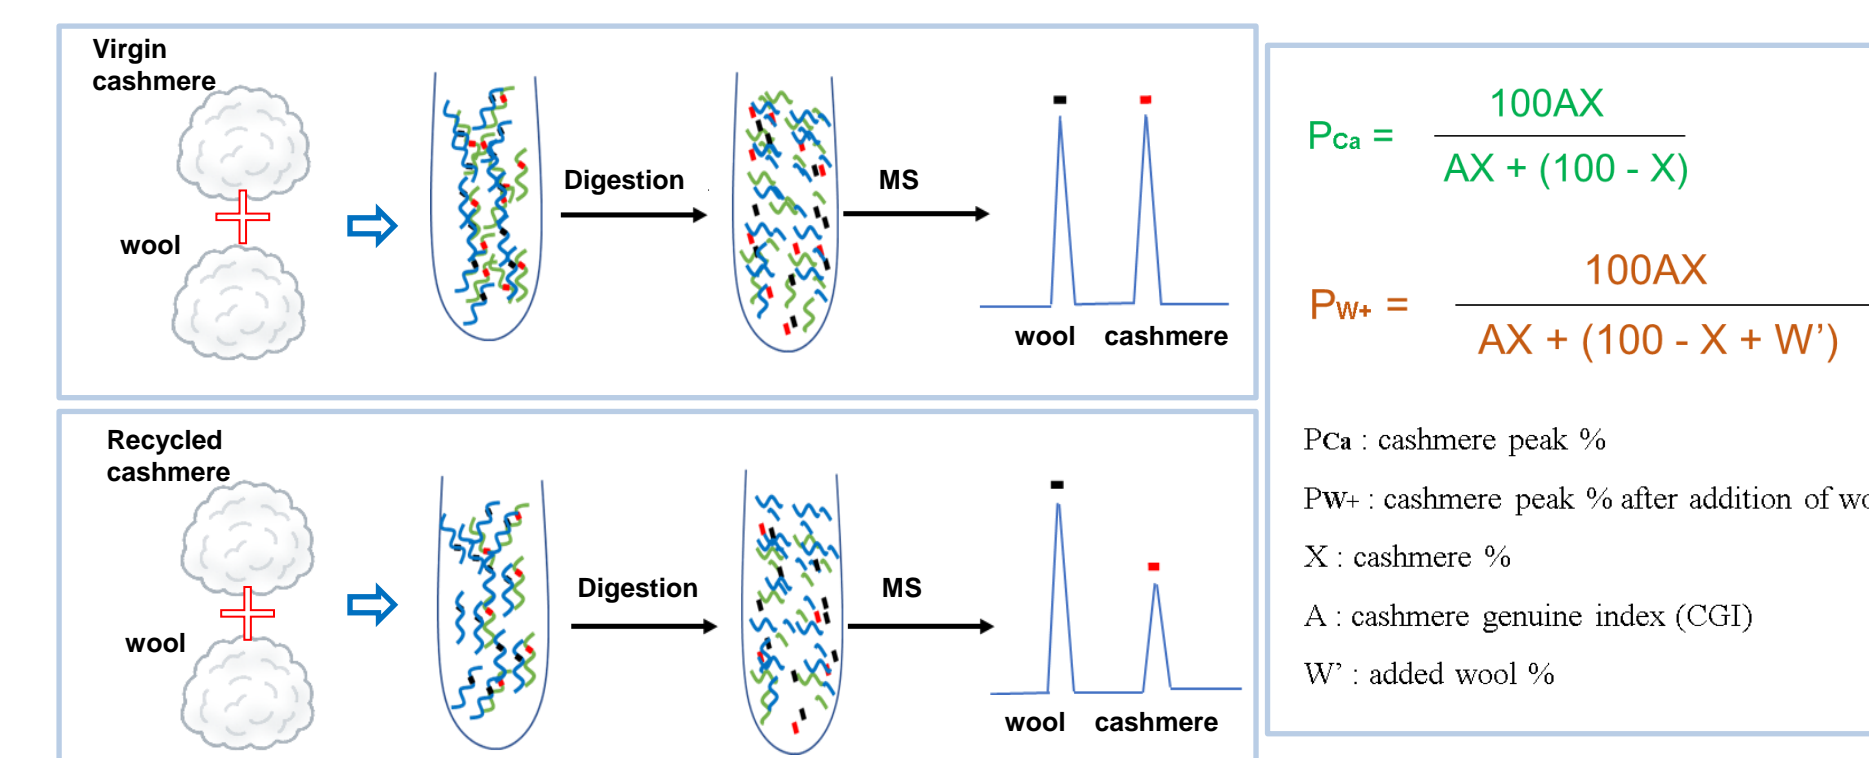 Virgin
cashmere
wool
Digestion
MS
wool cashmere
Recycled
cashmere
wool
Digestion
MS
wool cashmere
PCa = 100AX
AX + (100 - X)
PW+ = 100AX
AX + (100 - X + W’)
PCa : cashmere peak %
PW+ : cashmere peak % after addition of
X : cashmere %
A : cashmere genuine index (CGI)
W’ : added wool %